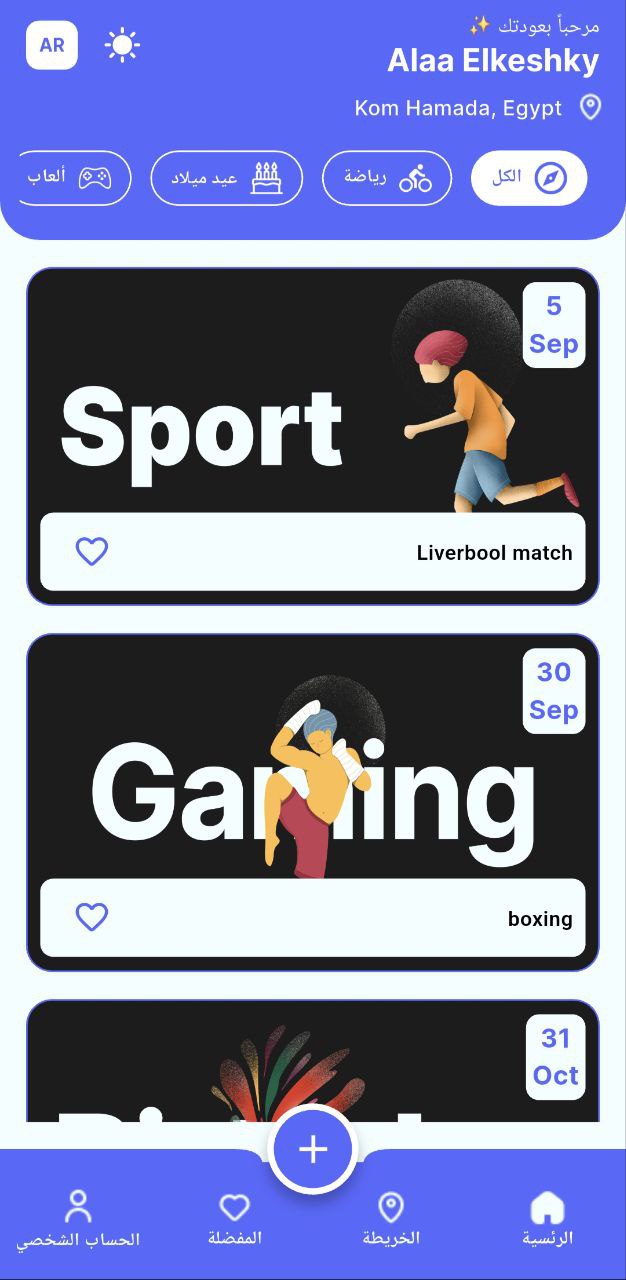 مرحباً بعودتك ✨
AR
Alaa Elkeshky
Kom Hamada, Egypt
الكل
رياضة
عيد ميلاد
ألعاب
5
Sep
Sport
Liverbool match
30
Sep
Gaming
boxing
31
Oct
الرئسية
الخريطة
المفضلة
الحساب الشخصي